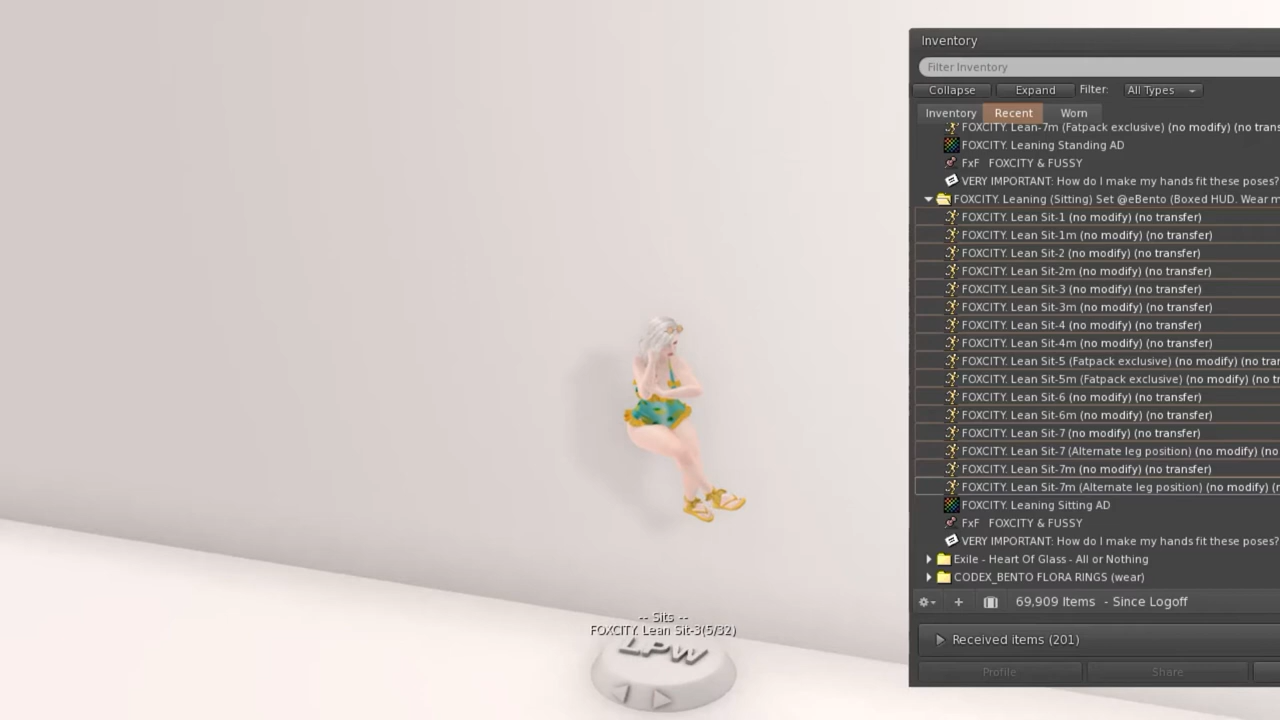 Inventory
Filter Inventory
Collapse Expand Filter: All Types
Inventory Recent Worn
FOXCITY. Lean-7m (Fatpack exclusive) (no modify) (no trans
FOXCITY. Leaning Standing AD
FxF FOXCITY & FUSSY
VERY IMPORTANT: How do I make my hands fit these poses?
FOXCITY. Leaning (Sitting) Set @eBento (Boxed HUD. Wear m
FOXCITY. Lean Sit-1 (no modify) (no transfer)
FOXCITY. Lean Sit-1m (no modify) (no transfer)
FOXCITY. Lean Sit-2 (no modify) (no transfer)
FOXCITY. Lean Sit-2m (no modify) (no transfer)
FOXCITY. Lean Sit-3 (no modify) (no transfer)
FOXCITY. Lean Sit-3m (no modify) (no transfer)
FOXCITY. Lean Sit-4 (no modify) (no transfer)
FOXCITY. Lean Sit-4m (no modify) (no transfer)
FOXCITY. Lean Sit-5 (Fatpack exclusive) (no modify) (no tra
FOXCITY. Lean Sit-5m (Fatpack exclusive) (no modify) (no t
FOXCITY. Lean Sit-6 (no modify) (no transfer)
FOXCITY. Lean Sit-6m (no modify) (no transfer)
FOXCITY. Lean Sit-7 (no modify) (no transfer)
FOXCITY. Lean Sit-7 (Alternate leg position) (no modify) (no
FOXCITY. Lean Sit-7m (no modify) (no transfer)
FOXCITY. Lean Sit-7m (Alternate leg position) (no modify)
FOXCITY. Leaning Sitting AD
FxF FOXCITY & FUSSY
VERY IMPORTANT: How do I make my hands fit these poses?
Exile - Heart Of Glass - All or Nothing
CODEX_BENTO FLORA RINGS (wear)
69,909 Items - Since Logoff
Received items (201)
Profile Share
-- Sits --
FOXCITY. Lean Sit-3(5/32)
LPW